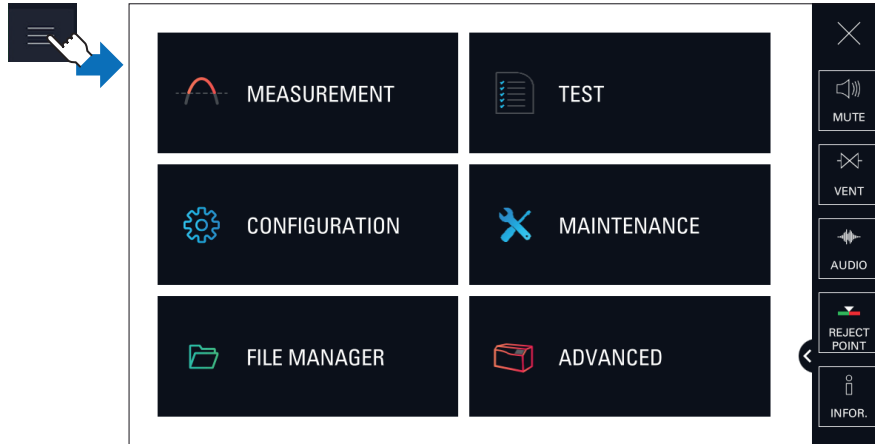 MEASUREMENT
TEST
CONFIGURATION
MAINTENANCE
FILE MANAGER
ADVANCED
MUTE
VENT
AUDIO
REJECT
POINT
INFOR.